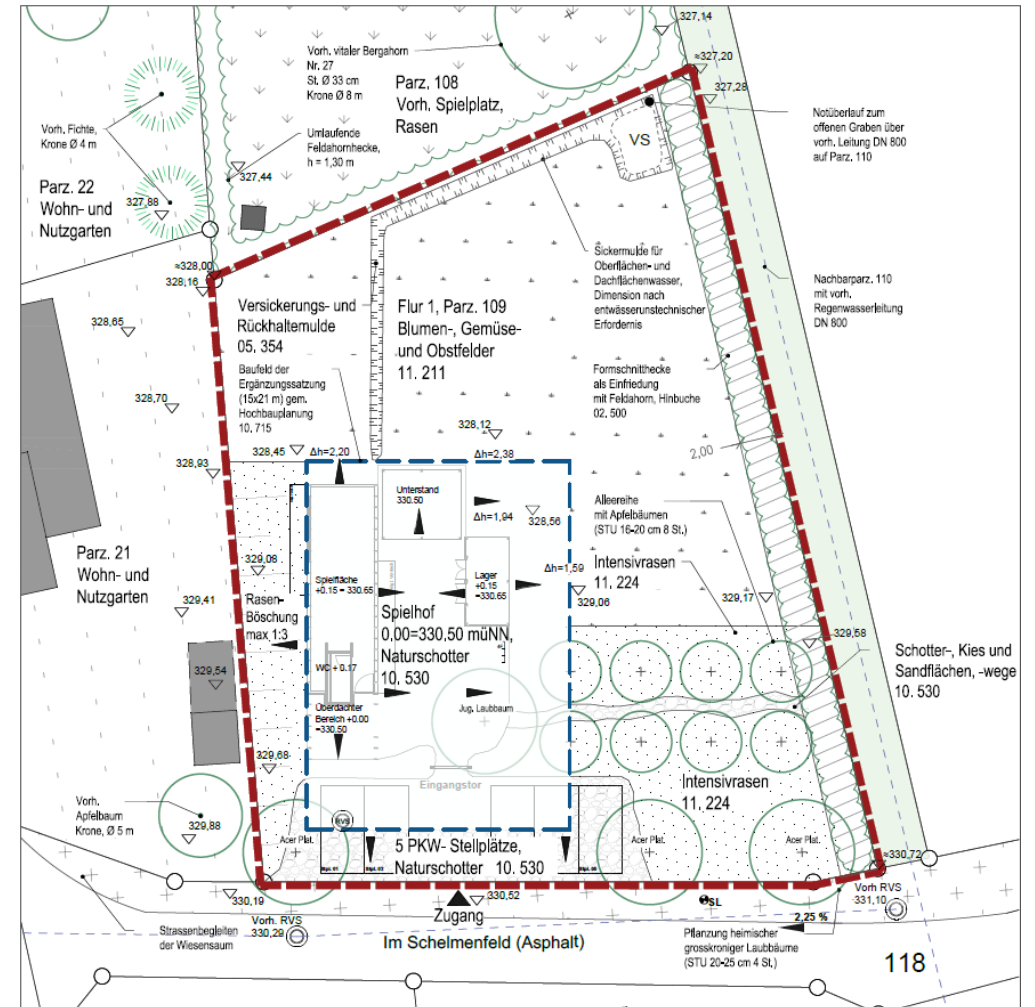 327,14
≈327,20
327,28
Vorh. vitaler Bergahorn
Nr. 27
St. Ø 33 cm
Krone Ø 8 m
Parz. 108
Vorh. Spielplatz,
Rasen
VS
Notüberlauf zum
offenen Graben über
vorh. Leitung DN 800
auf Parz. 110
Vorh. Fichte,
Krone Ø 4 m
Umlaufende
Feldahornhecke,
h = 1,30 m
327,44
Parz. 22
Wohn- und
Nutzgarten
327,88
≈328,00
328,16
Sickermulde für
Oberflächen- und
Dachflächenwasser,
Dimension nach
entwässerunstechnischer
Erfordernis
Nachbarparz. 110
mit vorh.
Regenwasserleitung
DN 800
Versickerungs- und
Rückhaltemulde
05, 354
Flur 1, Parz. 109
Blumen-, Gemüse-
und Obstfelder
11. 211
328,65
Baufeld der
Ergänzungssatzung
(15x21 m) gem.
Hochbauplanung
10, 715
Formschnitthecke
als Einfriedung
mit Feldahorn, Hinbuche
02. 500
328,70
328,12
2,00
328,45
Δh=2,20
Δh=2,38
328,93
Unterstand
330.50
Δh=1,94
328,56
Alleereihe
mit Apfelbäumen
(STU 16-20 cm 8 St.)
Parz. 21
Wohn- und
Nutzgarten
329,08
Spielfläche
+0.15 = 330.65
Lager
+0.15
=330.65
Δh=1,59
329,06
Intensivrasen
11. 224
329,17
329,41
Rasen-
Böschung
max 1:3
Spielhof
0,00=330,50 müNN,
Naturschotter
10. 530
329,58
Schotter-, Kies und
Sandflächen, -wege
10. 530
329,54
WC + 0.17
Überdachter
Bereich +0.00
=330.50
Jug. Laubbaum
329,68
Eingangstor
Intensivrasen
11. 224
Vorh.
Apfelbaum
Krone, Ø 5 m
329,88
RVS
Acer Plat.
Acer Plat.
Acer Plat.
≈330,72
5 PKW- Stellplätze,
Naturschotter 10. 530
Stpl. 01
Stpl. 03
330,19
330,52
Zugang
SL
Vorh RVS
331,10
2,25 %
Strassenbegleiten
der Wiesensaum
Vorh. RVS
330,29
Im Schelmenfeld (Asphalt)
Pflanzung heimischer
grosskroniger Laubbäume
(STU 20-25 cm 4 St.)
118